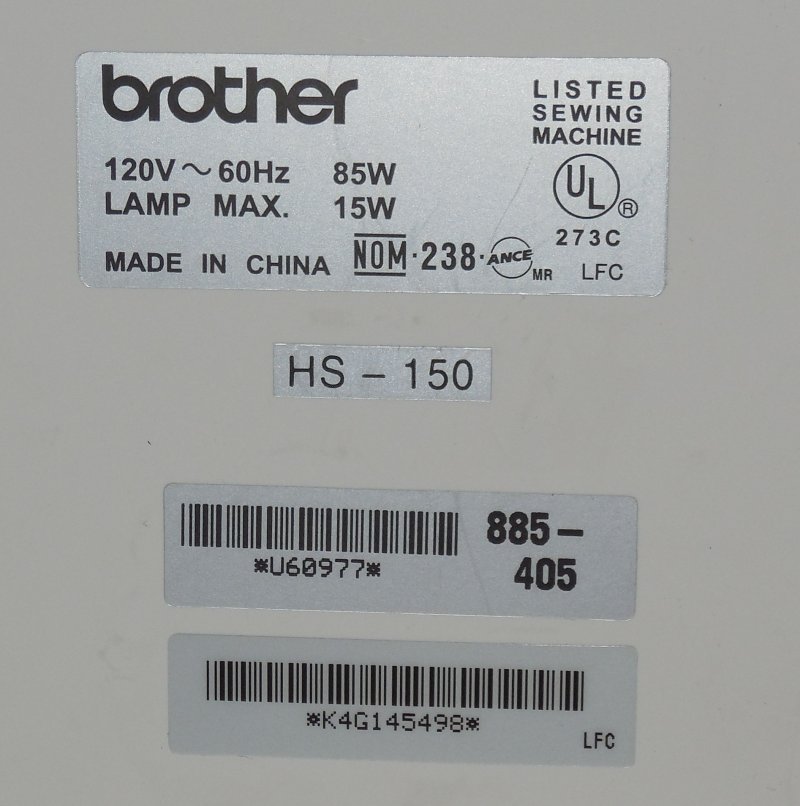 brother
LISTED
SEWING
MACHINE
120V ~ 60Hz 85W
LAMP MAX. 15W
UL ®
273C
MADE IN CHINA NOM·238·ANCE MR LFC
HS - 150
885-
405
*U60977*
*K4G145498*
LFC